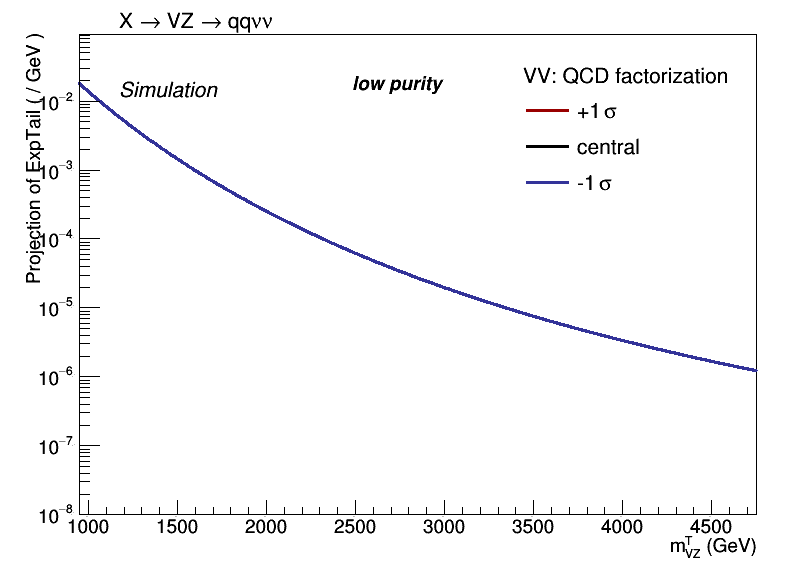 X → VZ → qqνν
Projection of ExpTail ( / GeV )
Simulation
low purity
VV: QCD factorization
+1 σ
central
-1 σ
10⁻²
10⁻³
10⁻⁴
10⁻⁵
10⁻⁶
10⁻⁷
10⁻⁸
1000 1500 2000 2500 3000 3500 4000 4500
m^T_VZ (GeV)